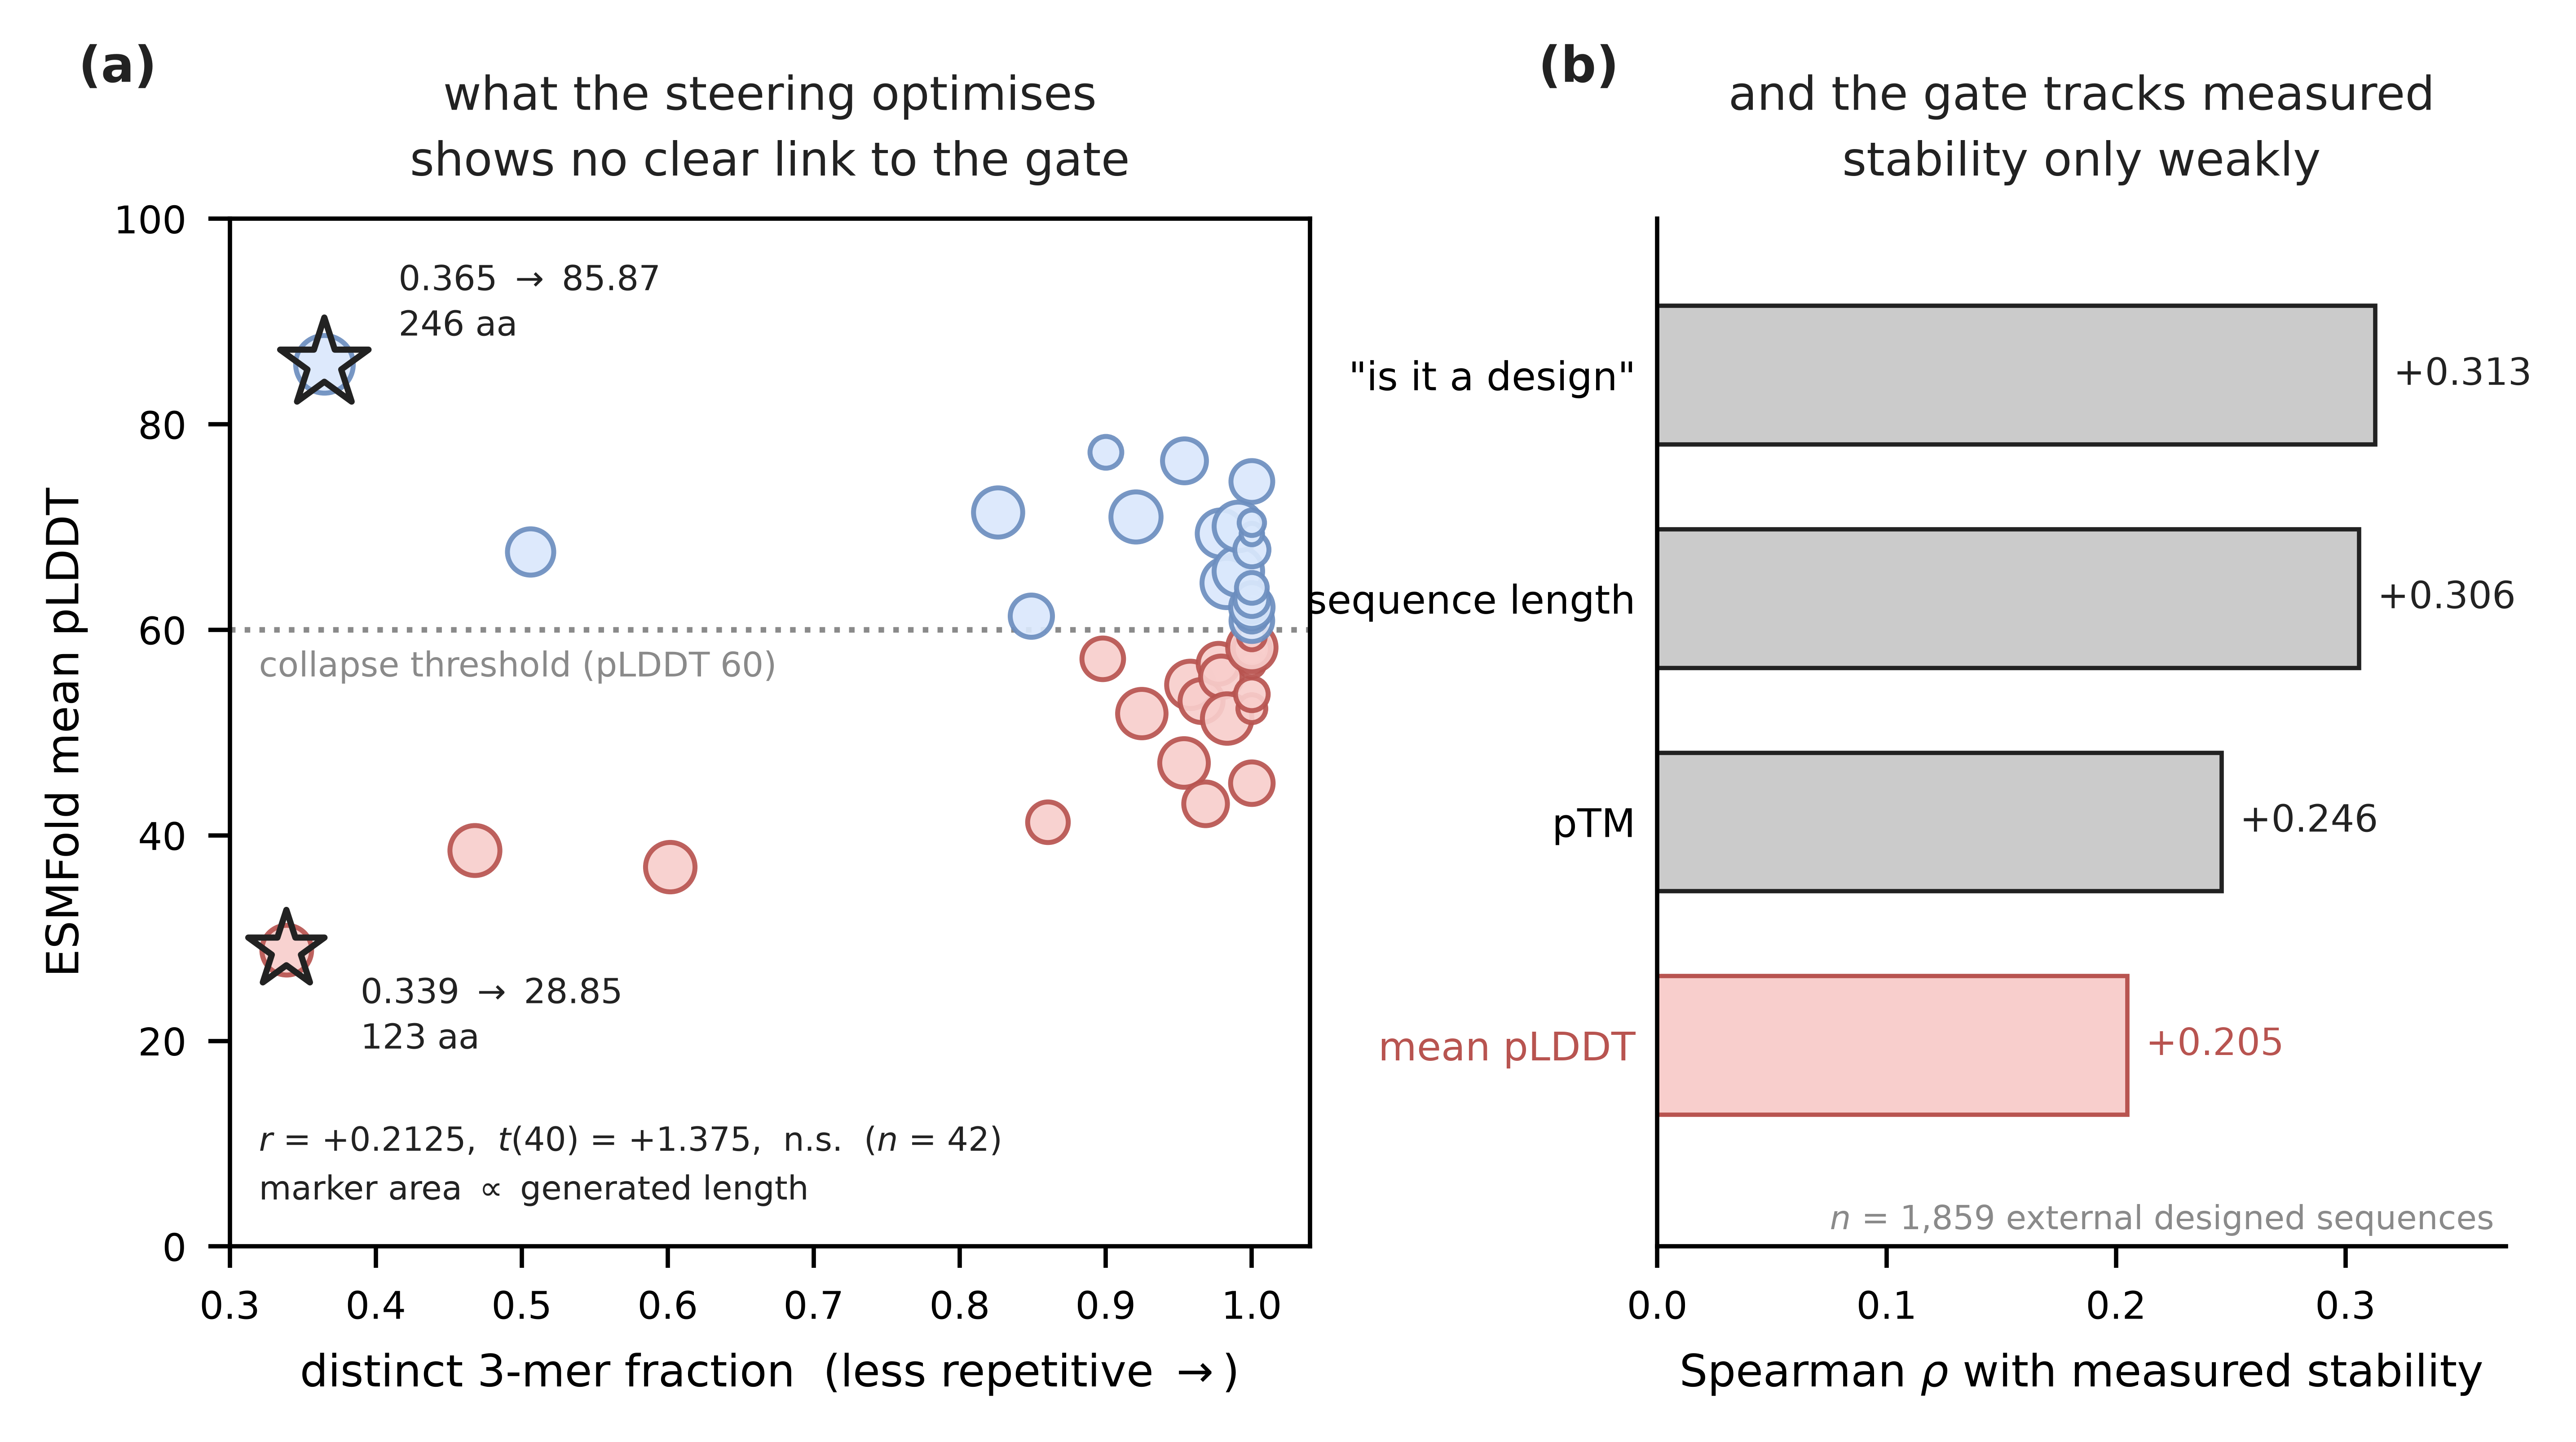 (a)
what the steering optimises
shows no clear link to the gate
ESMFold mean pLDDT
100
80
60
40
20
0
0.365 → 85.87
246 aa
collapse threshold (pLDDT 60)
0.339 → 28.85
123 aa
r = +0.2125, t(40) = +1.375, n.s. (n = 42)
marker area ∝ generated length
0.3 0.4 0.5 0.6 0.7 0.8 0.9 1.0
distinct 3-mer fraction (less repetitive →)
(b)
and the gate tracks measured
stability only weakly
"is it a design" +0.313
sequence length +0.306
pTM +0.246
mean pLDDT +0.205
n = 1,859 external designed sequences
0.0 0.1 0.2 0.3
Spearman ρ with measured stability